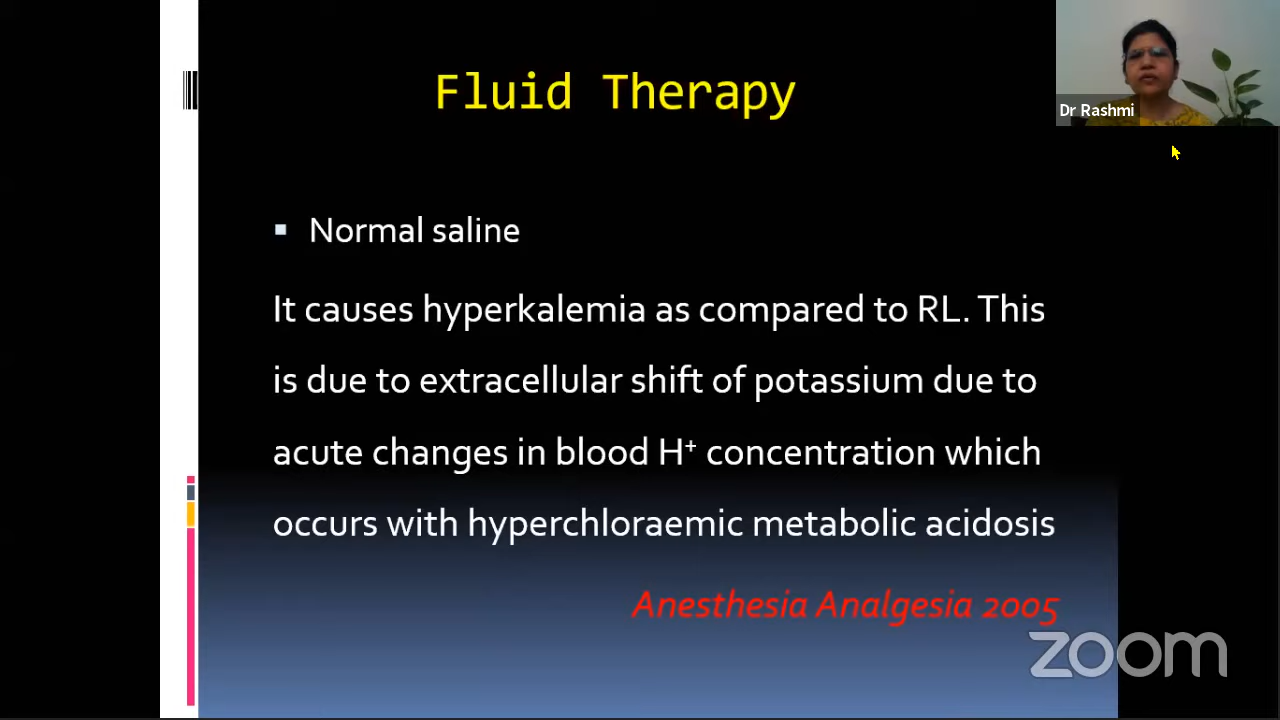 Fluid Therapy
Dr Rashmi
Normal saline
It causes hyperkalemia as compared to RL. This
is due to extracellular shift of potassium due to
acute changes in blood H⁺ concentration which
occurs with hyperchloraemic metabolic acidosis
Anesthesia Analgesia 2005
zoom